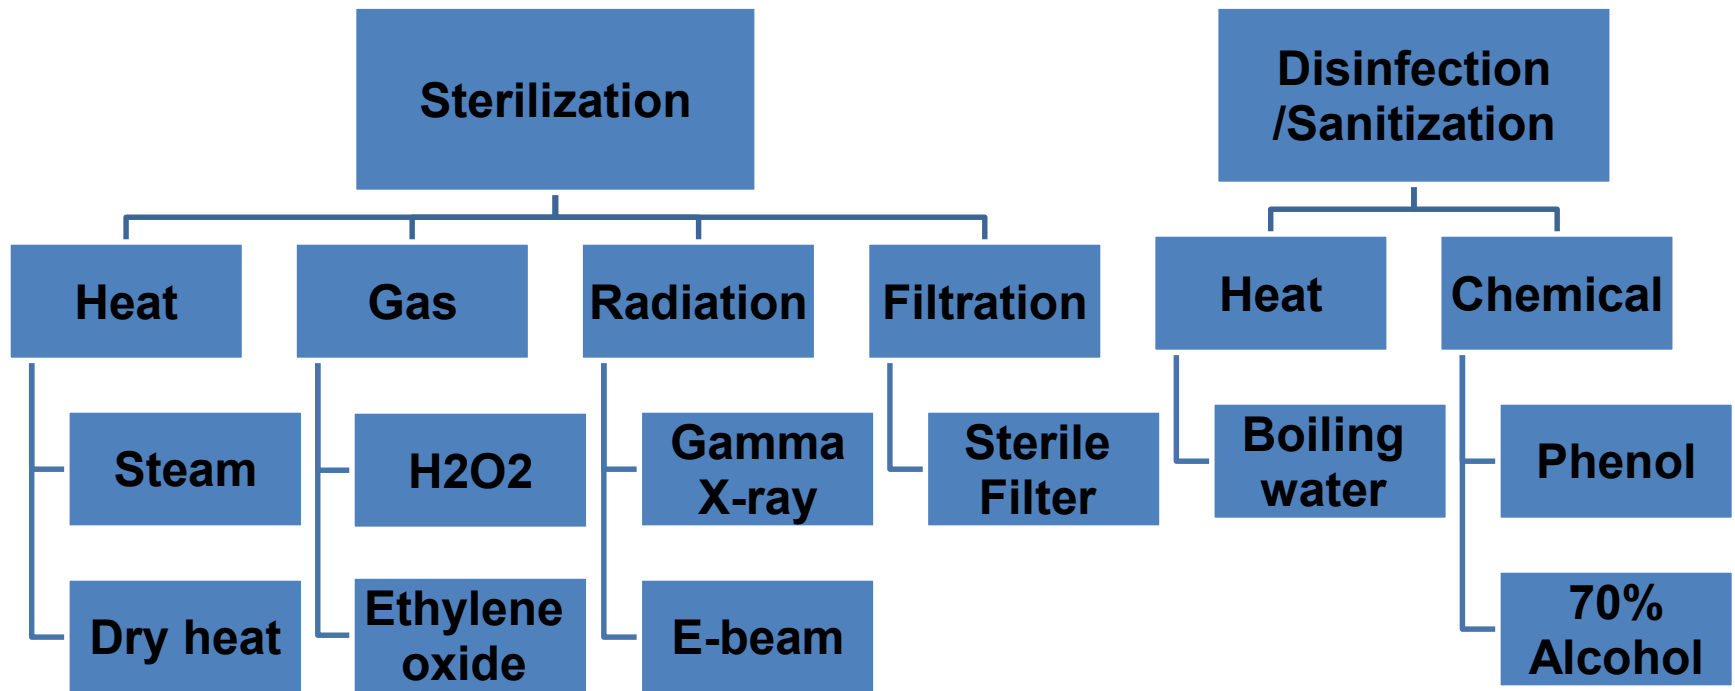 Sterilization
Disinfection
/Sanitization
Heat
Gas
Radiation
Filtration
Heat
Chemical
Steam
H2O2
Gamma
X-ray
Sterile
Filter
Boiling
water
Phenol
Dry heat
Ethylene
oxide
E-beam
70%
Alcohol